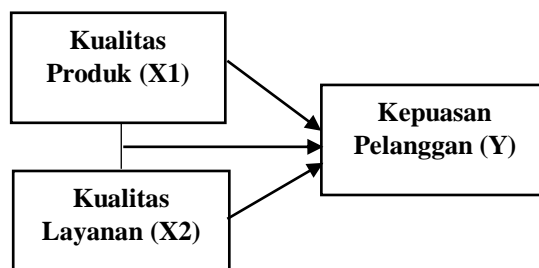 Kualitas
Produk (X1)
Kepuasan
Pelanggan (Y)
Kualitas
Layanan (X2)